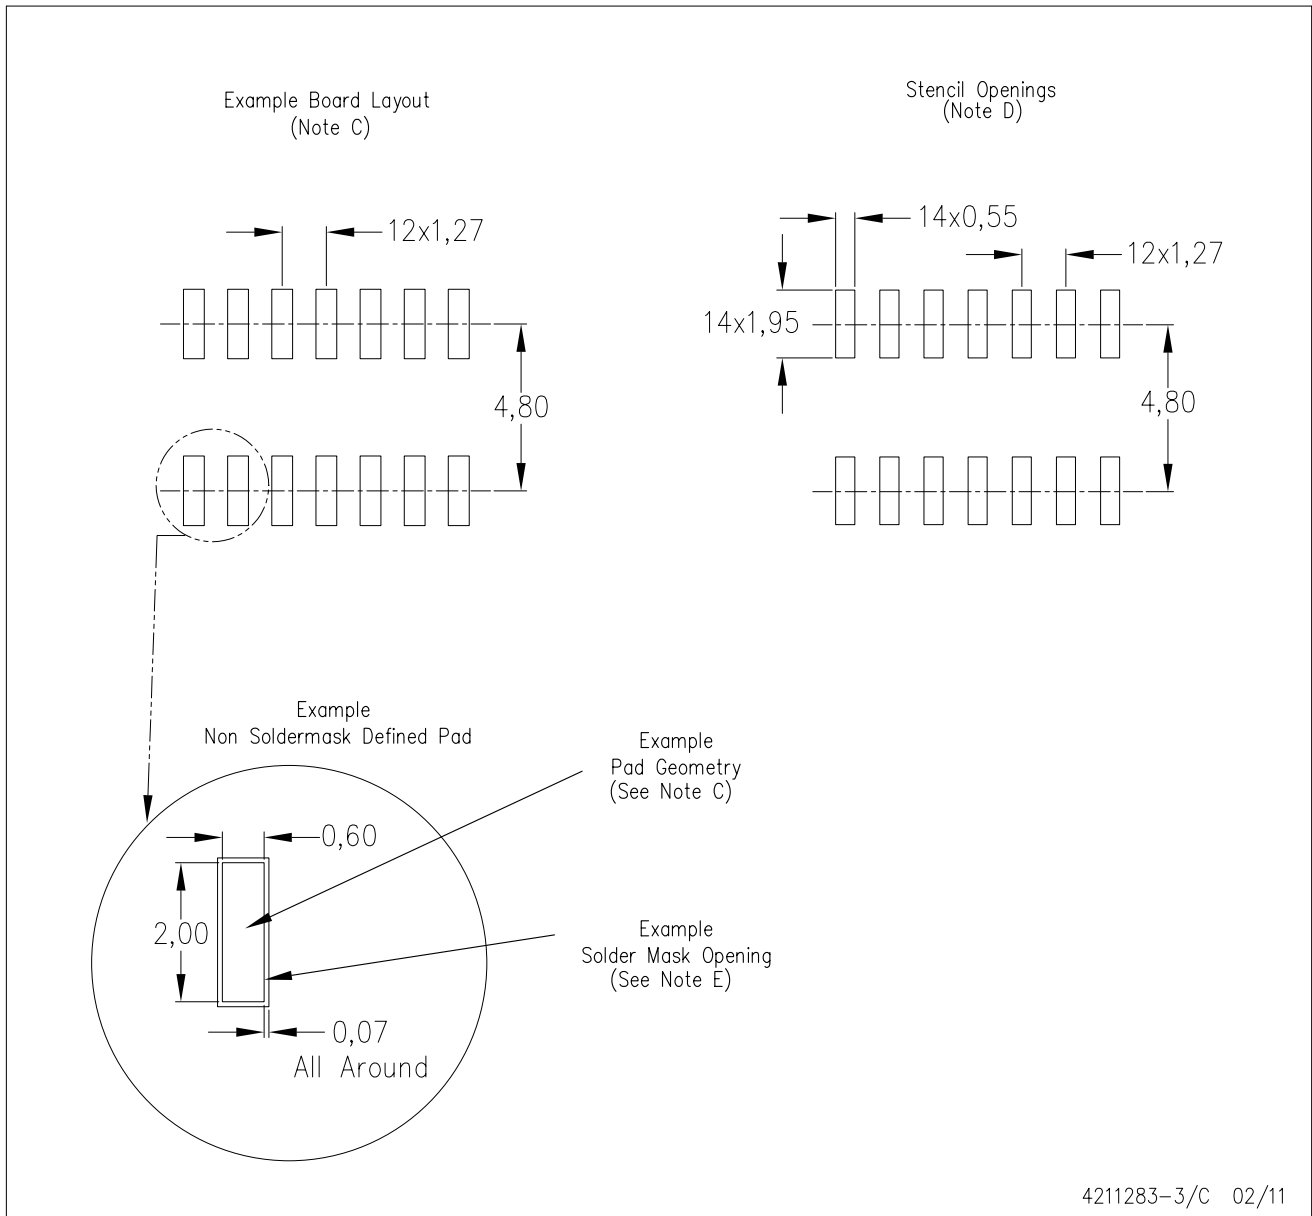 Example Board Layout
(Note C)
12x1,27
4,80
Stencil Openings
(Note D)
14x0,55
12x1,27
14x1,95
4,80
Example
Non Soldermask Defined Pad
0,60
2,00
0,07
All Around
Example
Pad Geometry
(See Note C)
Example
Solder Mask Opening
(See Note E)
4211283-3/C 02/11